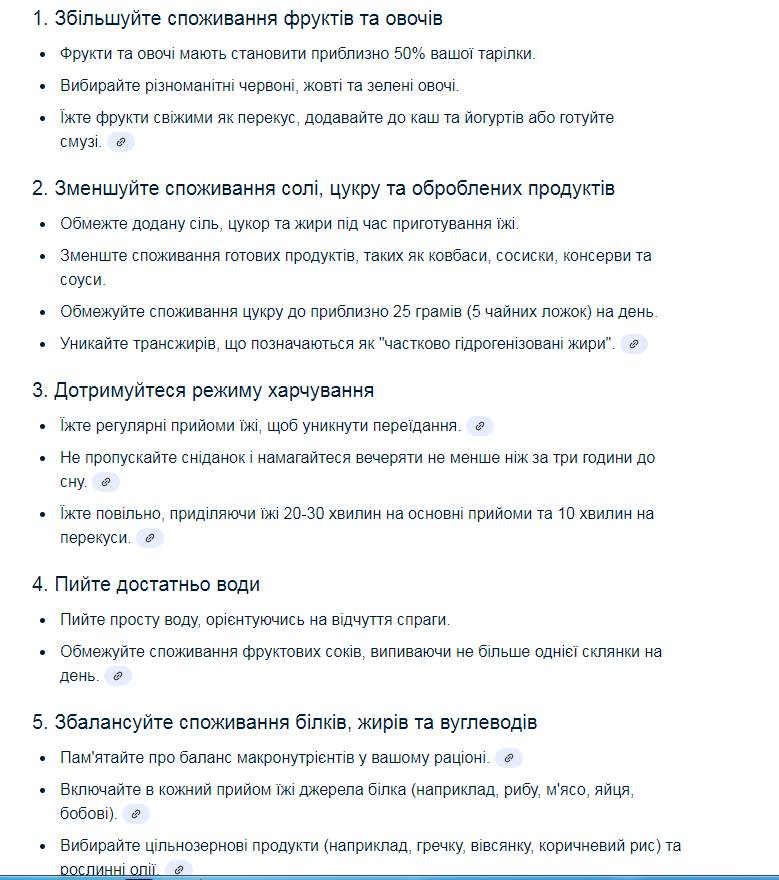 1. Збільшуйте споживання фруктів та овочів
• Фрукти та овочі мають становити приблизно 50% вашої тарілки.
• Вибирайте різноманітні червоні, жовті та зелені овочі.
• Їжте фрукти свіжими як перекус, додавайте до каш та йогуртів або готуйте
смузі.
2. Зменшуйте споживання солі, цукру та оброблених продуктів
• Обмежте додану сіль, цукор та жири під час приготування їжі.
• Зменште споживання готових продуктів, таких як ковбаси, сосиски, консерви та
соуси.
• Обмежуйте споживання цукру до приблизно 25 грамів (5 чайних ложок) на день.
• Уникайте трансжирів, що позначаються як "частково гідрогенізовані жири".
3. Дотримуйтеся режиму харчування
• Їжте регулярні прийоми їжі, щоб уникнути переїдання.
• Не пропускайте сніданок і намагайтеся вечеряти не менше ніж за три години до
сну.
• Їжте повільно, приділяючи їжі 20-30 хвилин на основні прийоми та 10 хвилин на
перекуси.
4. Пийте достатньо води
• Пийте просту воду, орієнтуючись на відчуття спраги.
• Обмежуйте споживання фруктових соків, випиваючи не більше однієї склянки на
день.
5. Збалансуйте споживання білків, жирів та вуглеводів
• Пам'ятайте про баланс макронутрієнтів у вашому раціоні.
• Включайте в кожний прийом їжі джерела білка (наприклад, рибу, м'ясо, яйця,
бобові).
• Вибирайте цільнозернові продукти (наприклад, гречку, вівсянку, коричневий рис) та
рослинні олії.